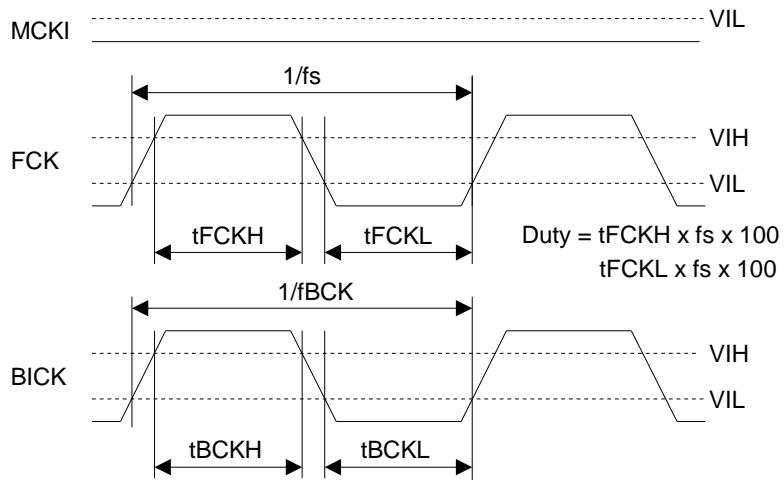 MCKI
VIL
1/fs
FCK
VIH
VIL
tFCKH
tFCKL
Duty = tFCKH x fs x 100
tFCKL x fs x 100
1/fBCK
BICK
VIH
VIL
tBCKH
tBCKL